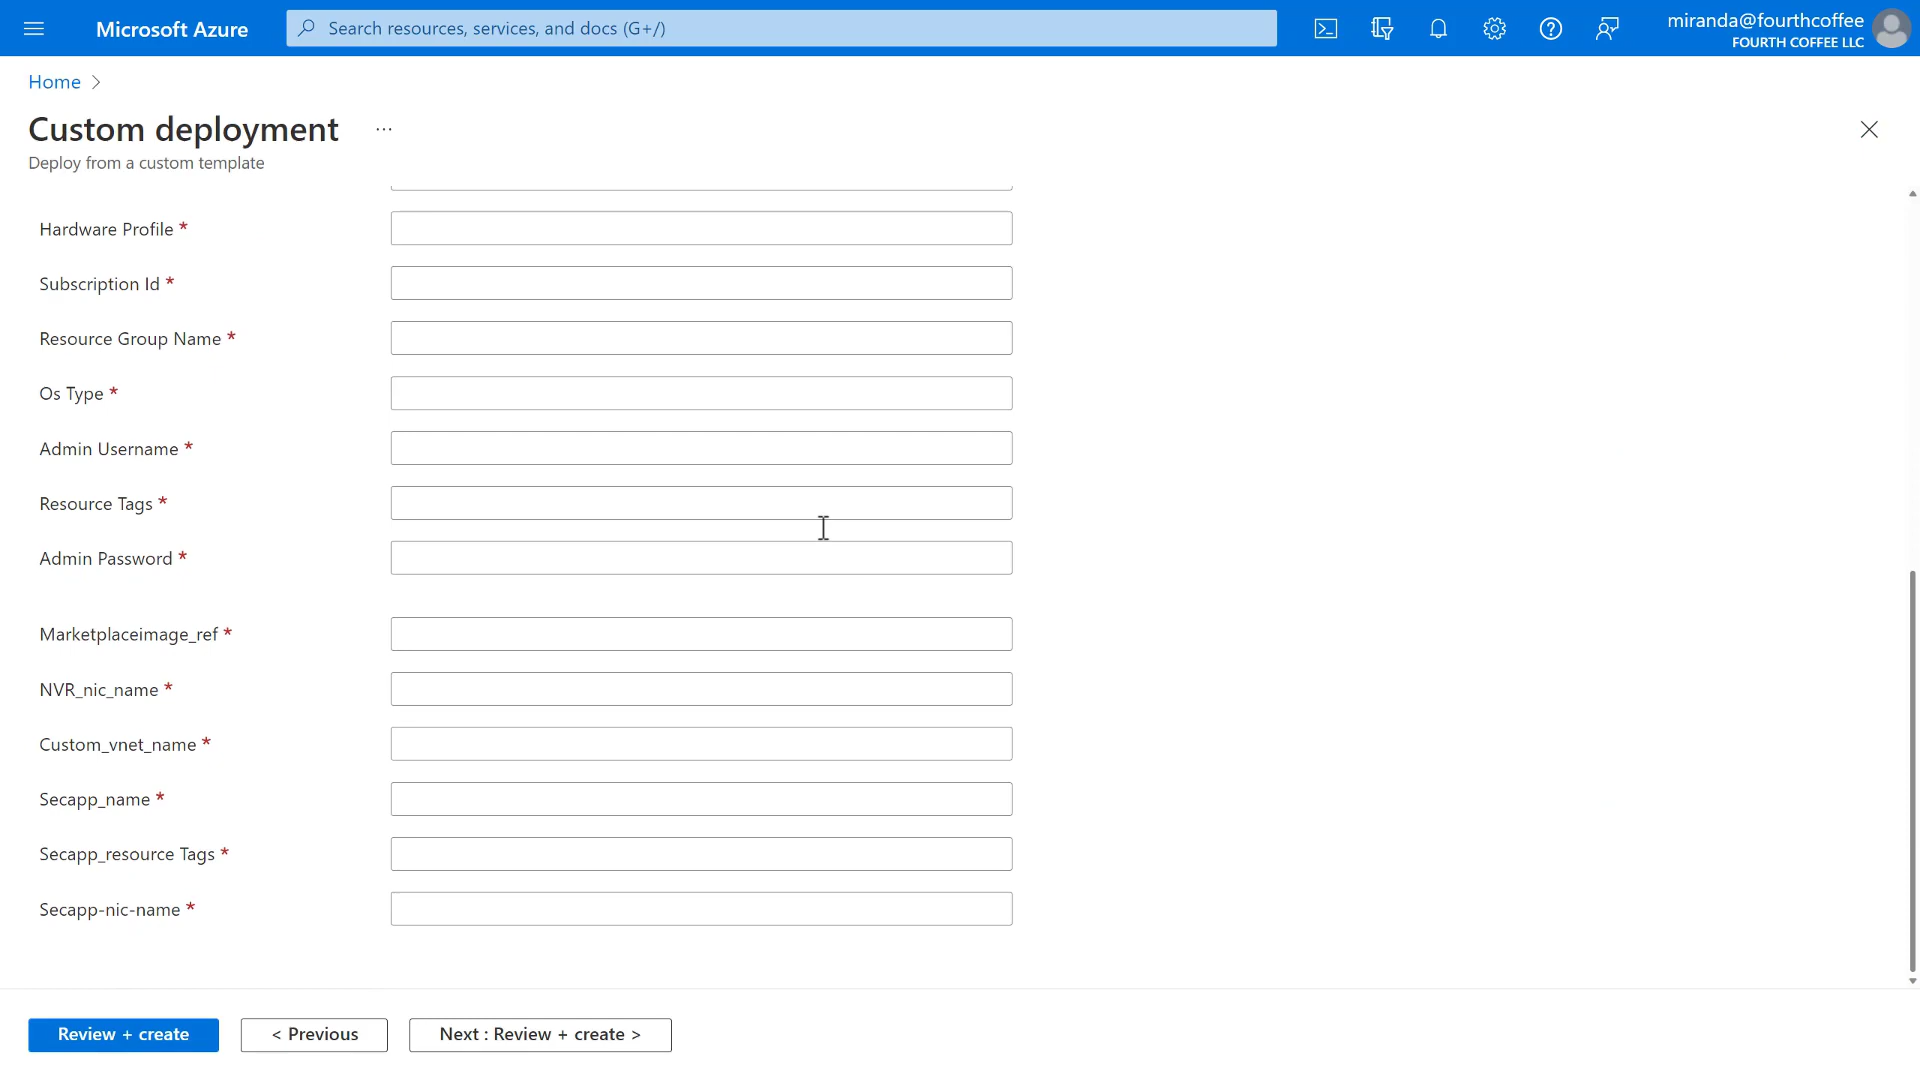 Microsoft Azure
Search resources, services, and docs (G+/)
miranda@fourthcoffee
FOURTH COFFEE LLC
Home
Custom deployment
...
Deploy from a custom template
Hardware Profile *
Subscription Id *
Resource Group Name *
Os Type *
Admin Username *
Resource Tags *
Admin Password *
Marketplaceimage_ref *
NVR_nic_name *
Custom_vnet_name *
Secapp_name *
Secapp_resource Tags *
Secapp-nic-name *
Review + create
< Previous
Next : Review + create >